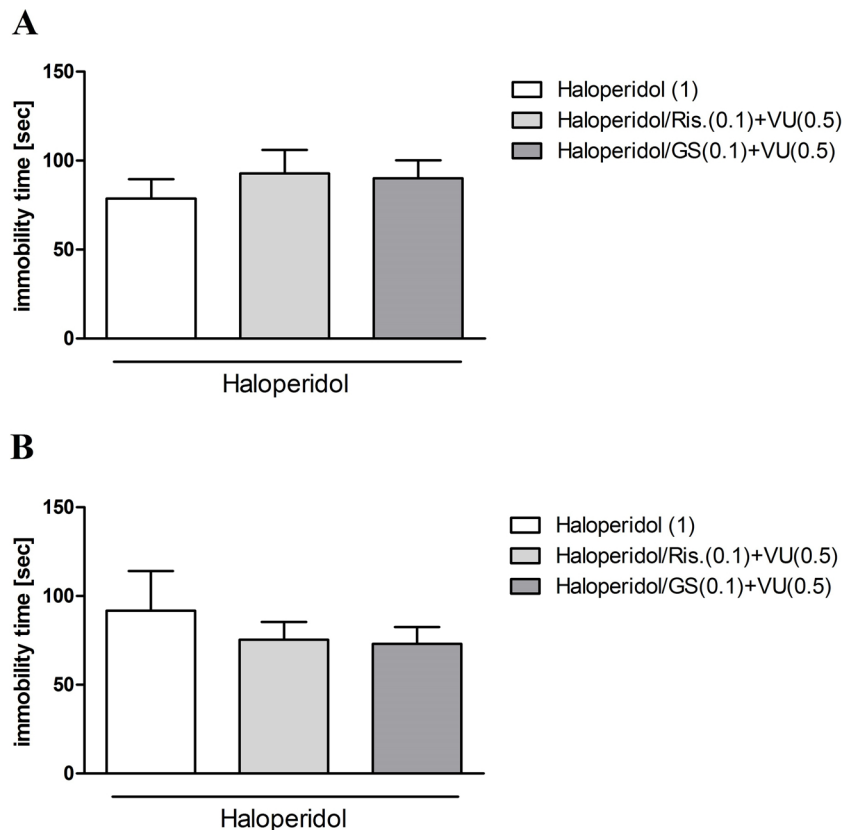 A
150
100
50
0
immobility time [sec]
Haloperidol
Haloperidol (1)
Haloperidol/Ris.(0.1)+VU(0.5)
Haloperidol/GS(0.1)+VU(0.5)
B
150
100
50
0
immobility time [sec]
Haloperidol
Haloperidol (1)
Haloperidol/Ris.(0.1)+VU(0.5)
Haloperidol/GS(0.1)+VU(0.5)